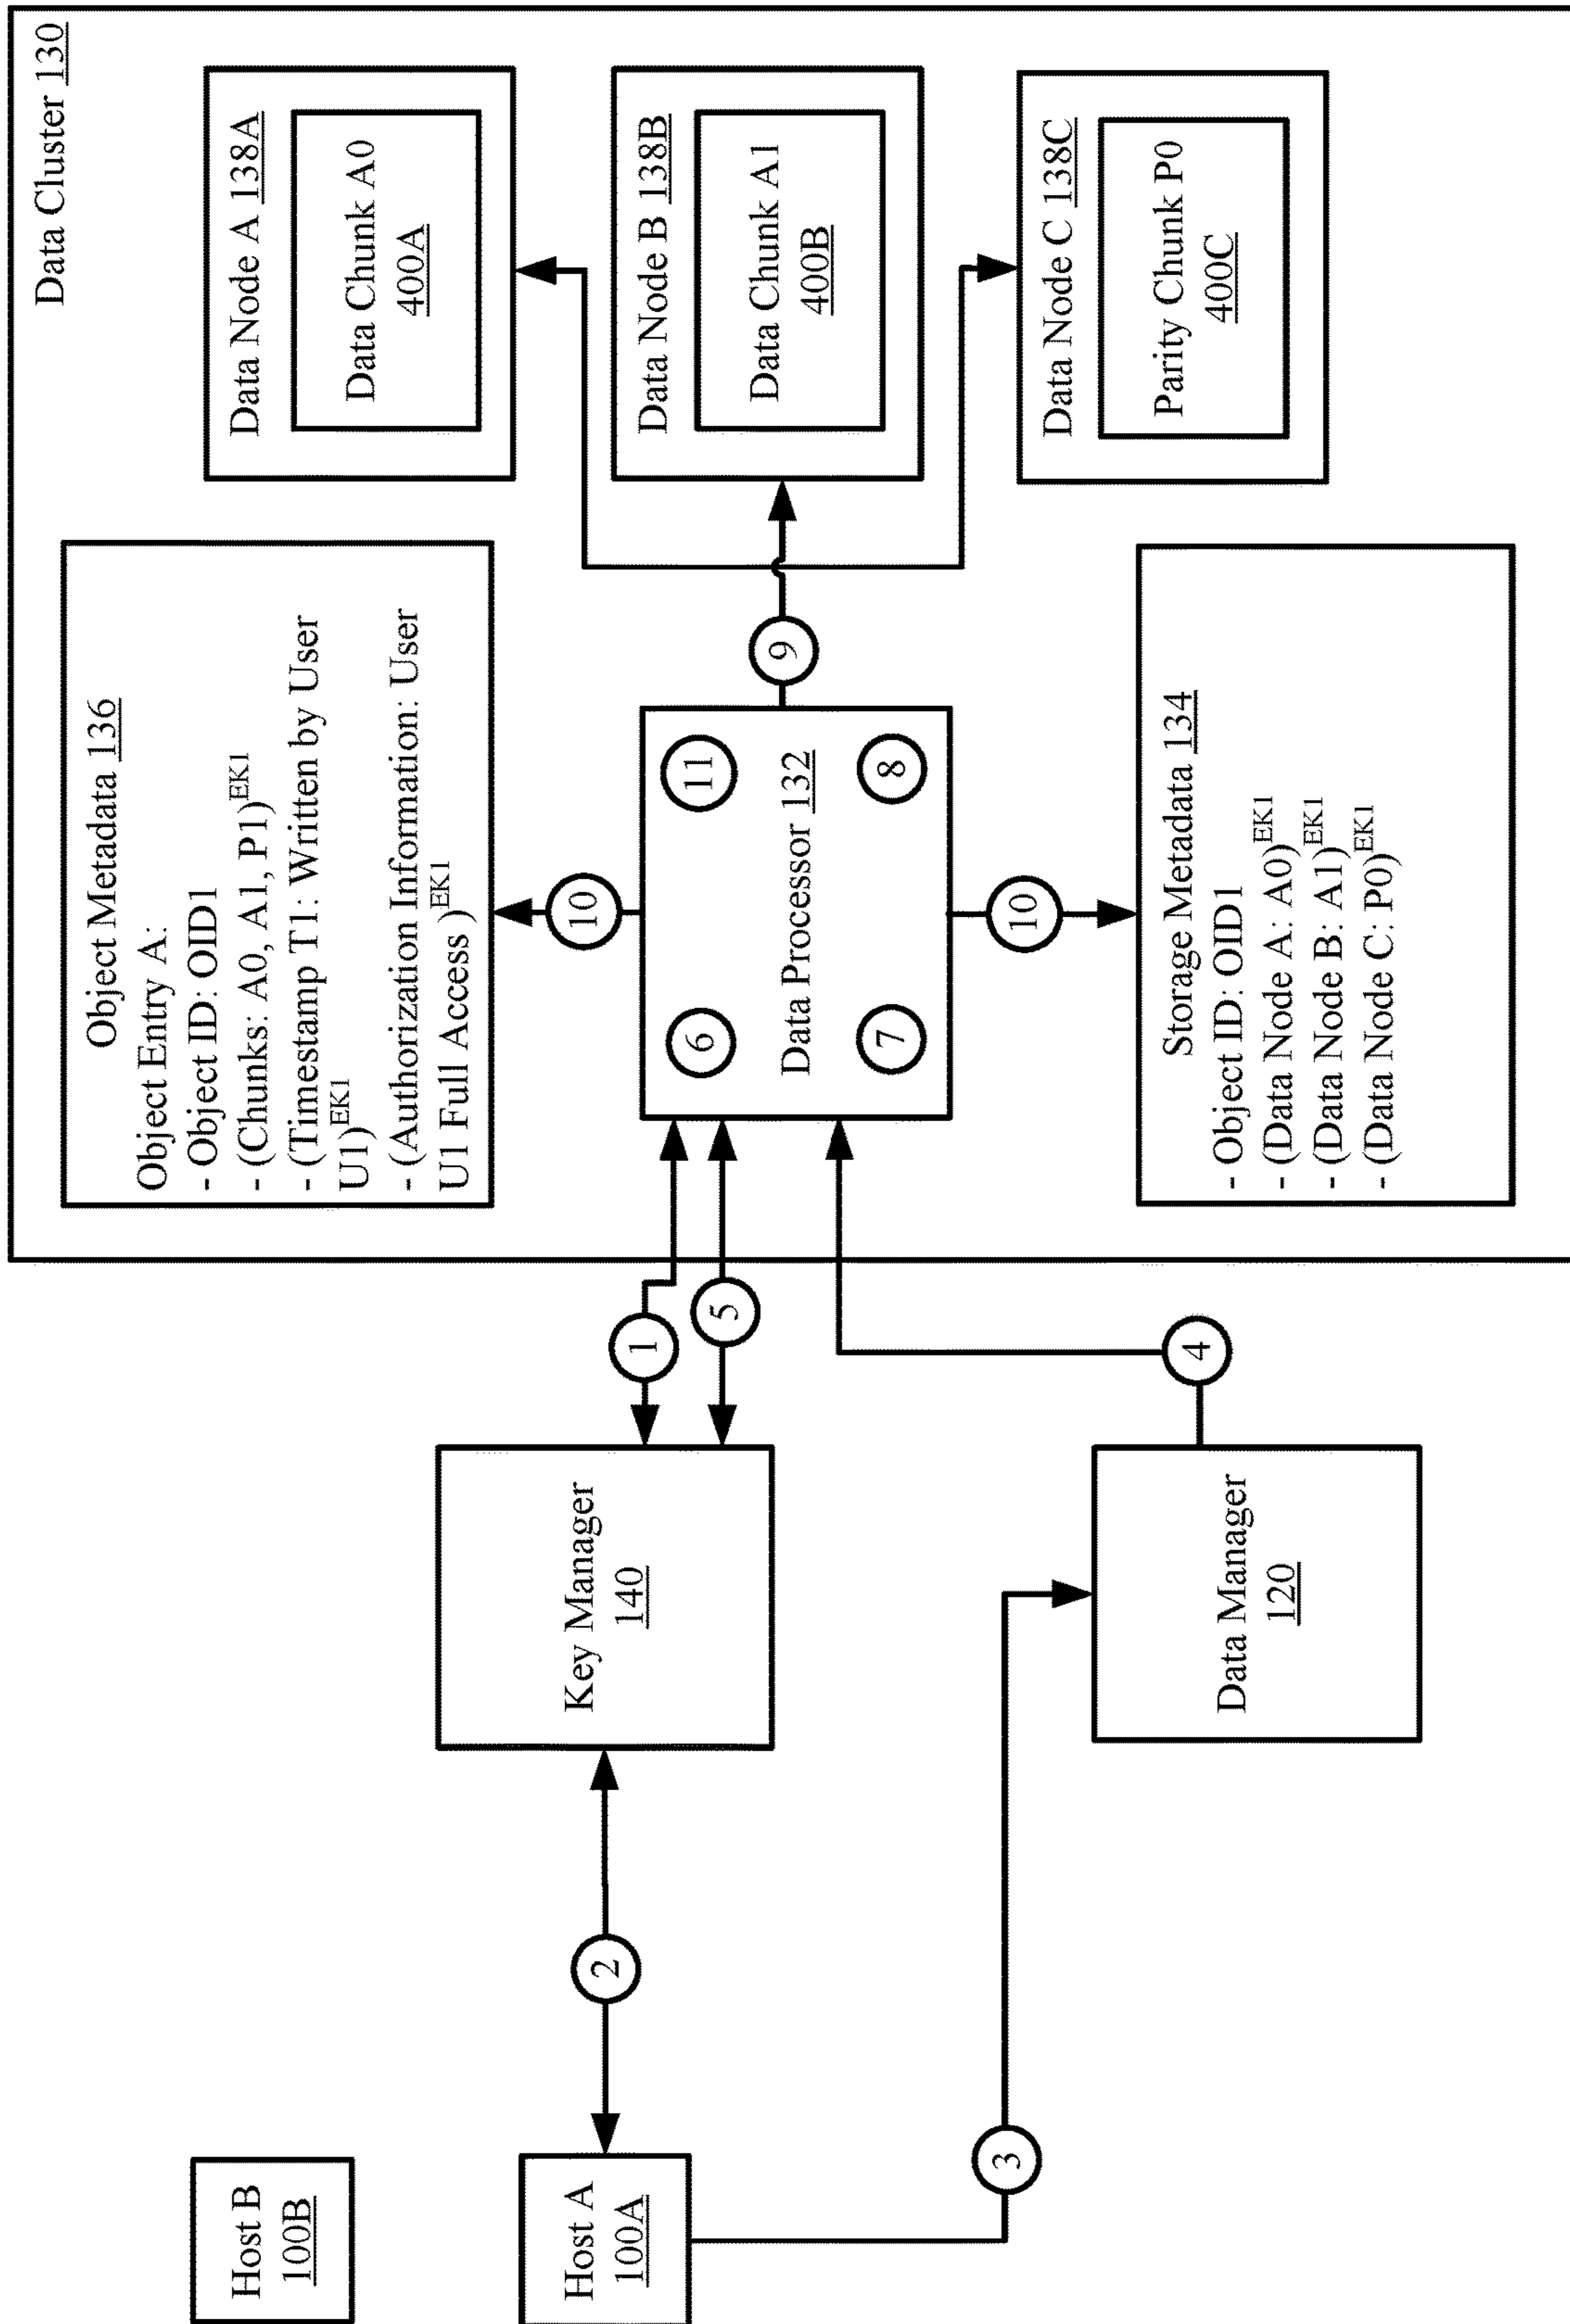 Data Cluster 130
Host B
100B
Host A
100A
2
3
Key Manager
140
Data Manager
120
1
5
4
Object Metadata 136
Object Entry A:
- Object ID: OID1
- (Chunks: A0, A1, P1)^EK1
- (Timestamp T1: Written by User
U1)^EK1
- (Authorization Information: User
U1 Full Access )^EK1
10
6
11
Data Processor 132
7
8
9
10
Storage Metadata 134
- Object ID: OID1
- (Data Node A: A0)^EK1
- (Data Node B: A1)^EK1
- (Data Node C: P0)^EK1
Data Node A 138A
Data Chunk A0
400A
Data Node B 138B
Data Chunk A1
400B
Data Node C 138C
Parity Chunk P0
400C